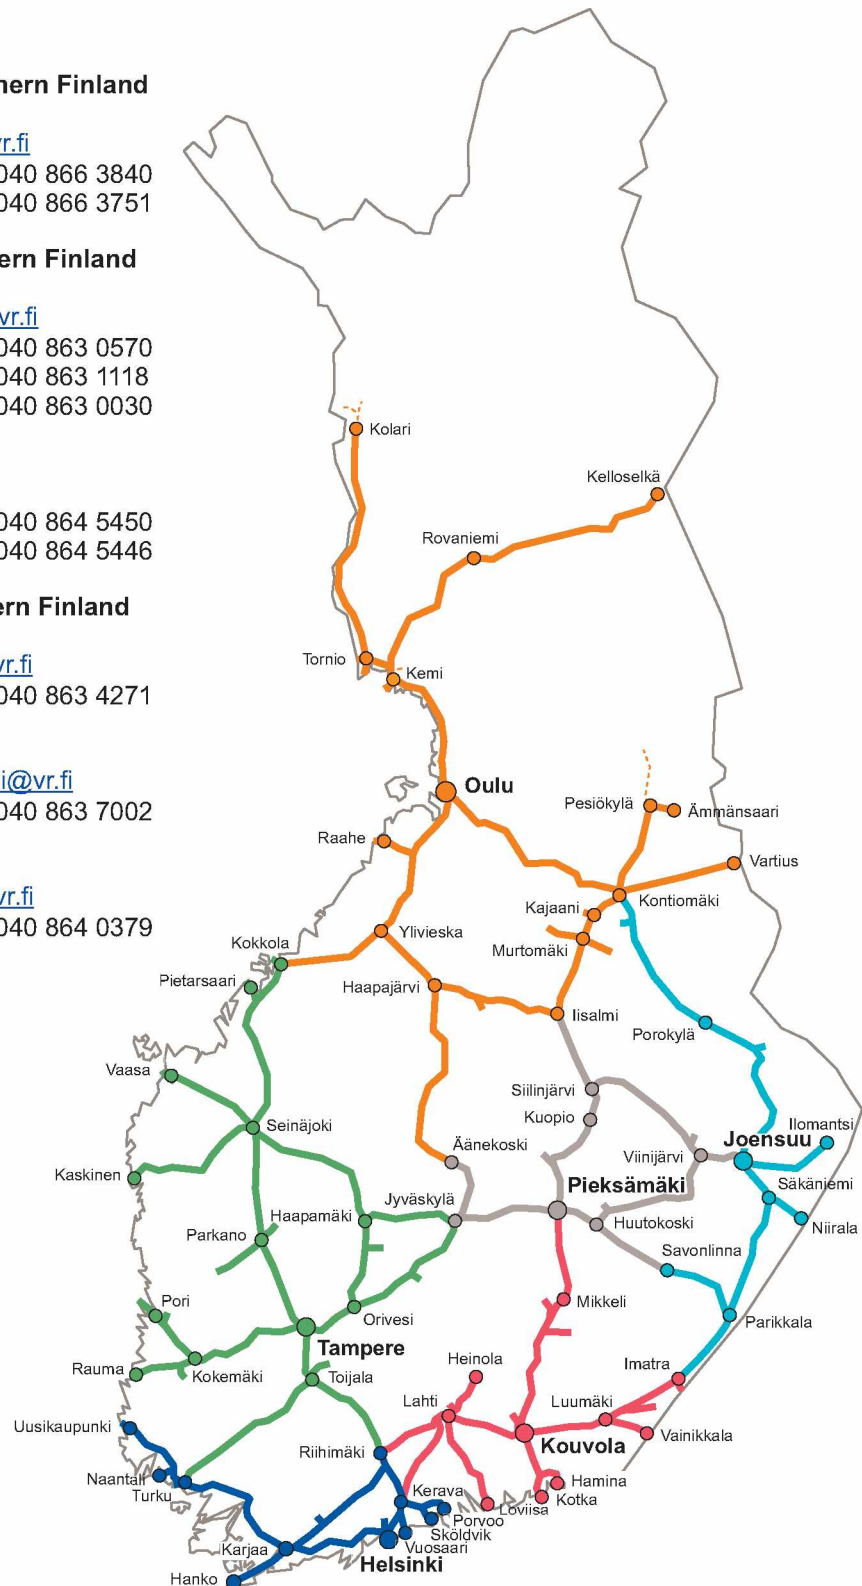 hern Finland
vr.fi
040 866 3840
040 866 3751
ern Finland
vr.fi
040 863 0570
040 863 1118
040 863 0030
040 864 5450
040 864 5446
ern Finland
vr.fi
040 863 4271
i@vr.fi
040 863 7002
vr.fi
040 864 0379
Kolari
Kelloselkä
Rovaniemi
Tornio
Kemi
Oulu
Pesiökylä
Ämmänsaari
Raahe
Vartius
Kontiomäki
Kajaani
Ylivieska
Murtomäki
Kokkola
Pietarsaari
Haapajärvi
Iisalmi
Porokylä
Vaasa
Siilinjärvi
Kuopio
Seinäjoki
Ilomantsi
Joensuu
Äänekoski
Viinijärvi
Kaskinen
Pieksämäki
Säkäniemi
Jyväskylä
Haapamäki
Huutokoski
Niirala
Parkano
Savonlinna
Pori
Mikkeli
Orivesi
Parikkala
Tampere
Heinola
Imatra
Rauma
Kokemäki
Toijala
Lahti
Luumäki
Uusikaupunki
Vainikkala
Kouvola
Riihimäki
Naantali
Hamina
Turku
Kerava
Kotka
Loviisa
Porvoo
Sköldvik
Karjaa
Vuosaari
Helsinki
Hanko